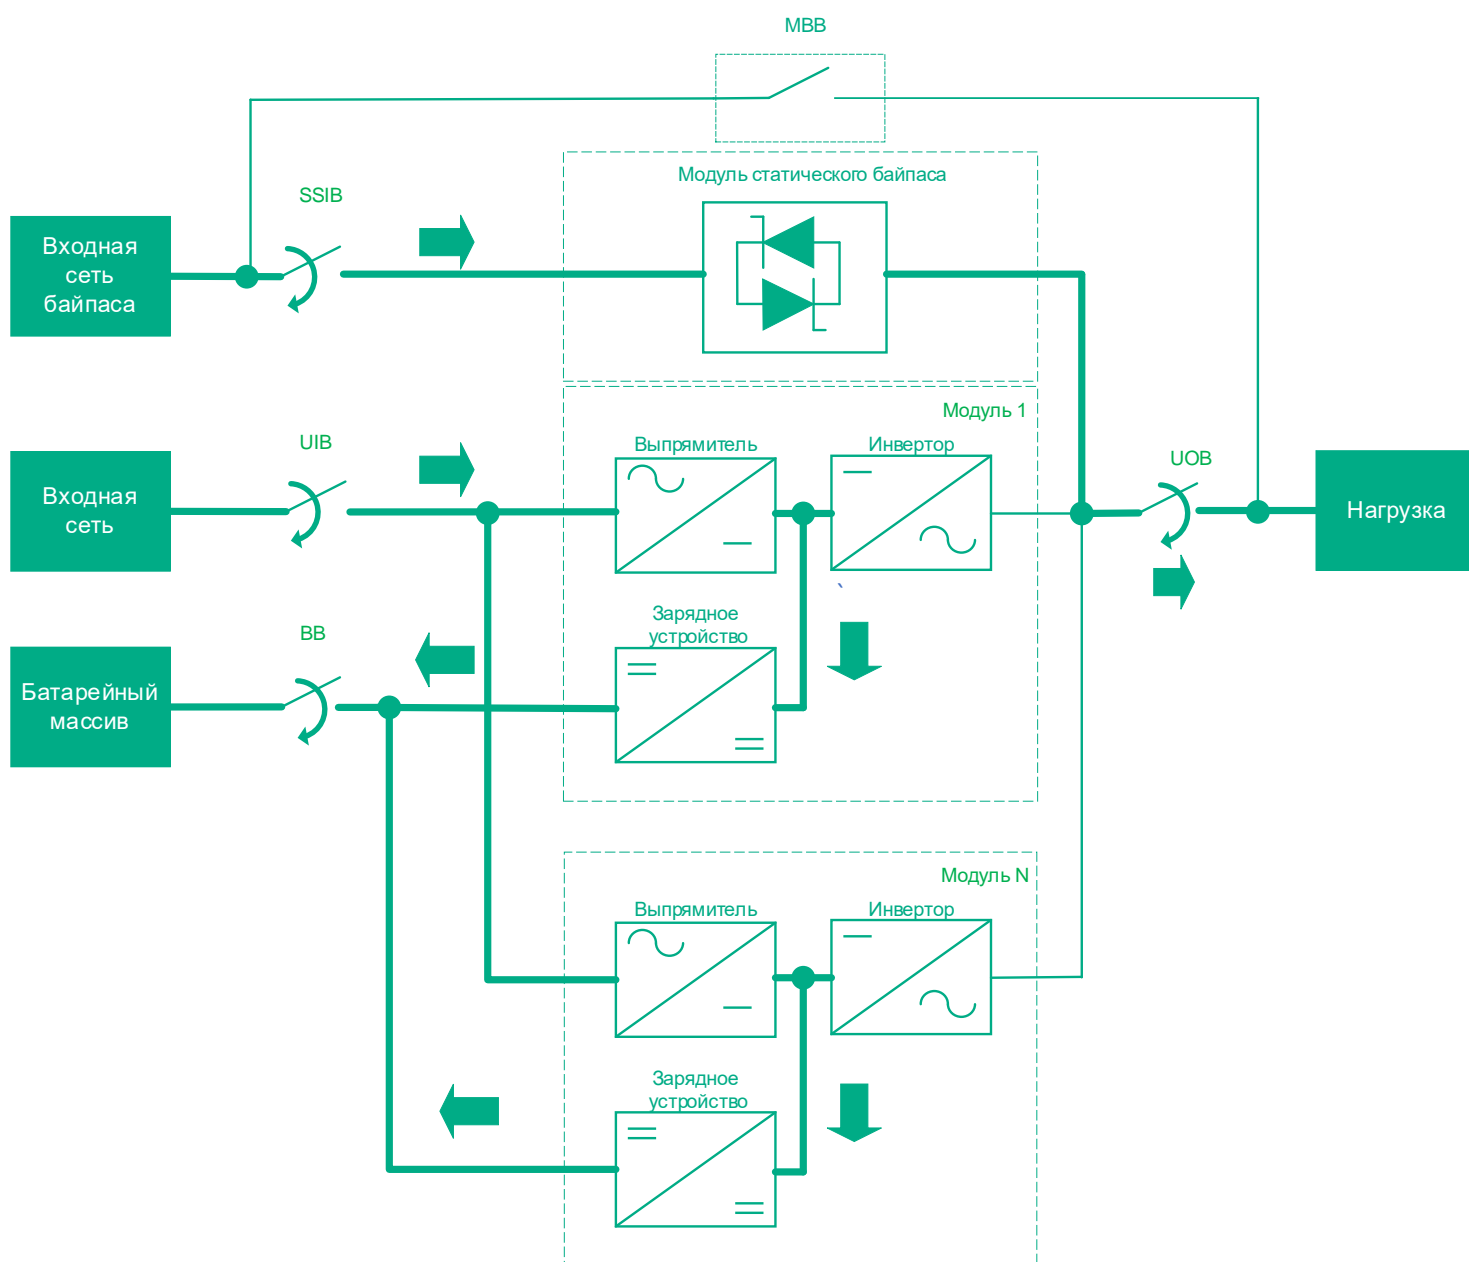 MBB
Модуль статического байпаса
SSIB
Входная
сеть
байпаса
Модуль 1
UIB
Выпрямитель
Инвертор
UOB
Входная
сеть
Нагрузка
`
Зарядное
устройство
BB
Батарейный
массив
Модуль N
Выпрямитель
Инвертор
Зарядное
устройство